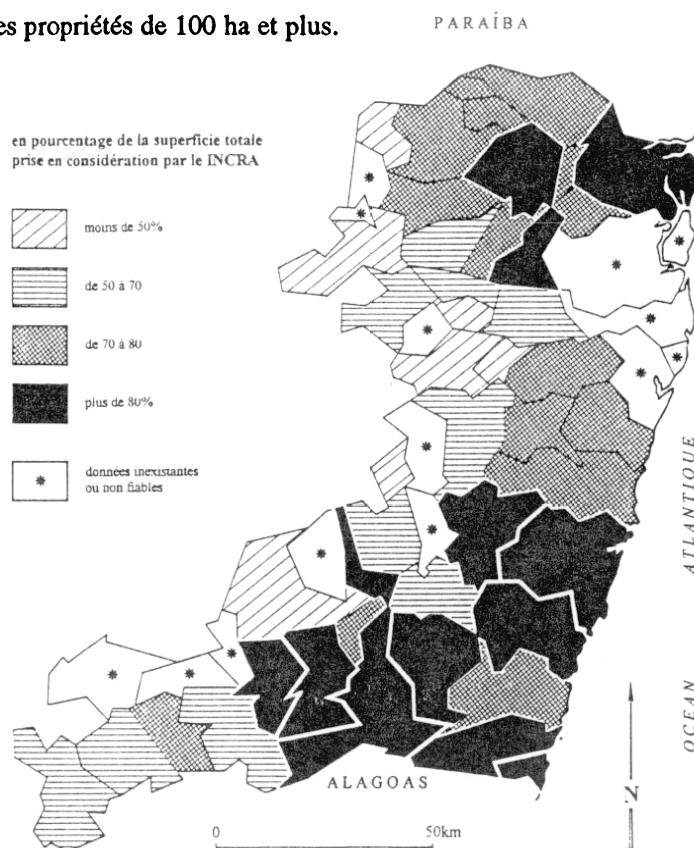 es propriétés de 100 ha et plus.
PARAÍBA
en pourcentage de la superficie totale
prise en considération par le INCRA
moins de 50%
de 50 à 70
de 70 à 80
plus de 80%
données inexistantes
ou non fiables
OCEAN ATLANTIQUE
ALAGOAS
N
0 50km